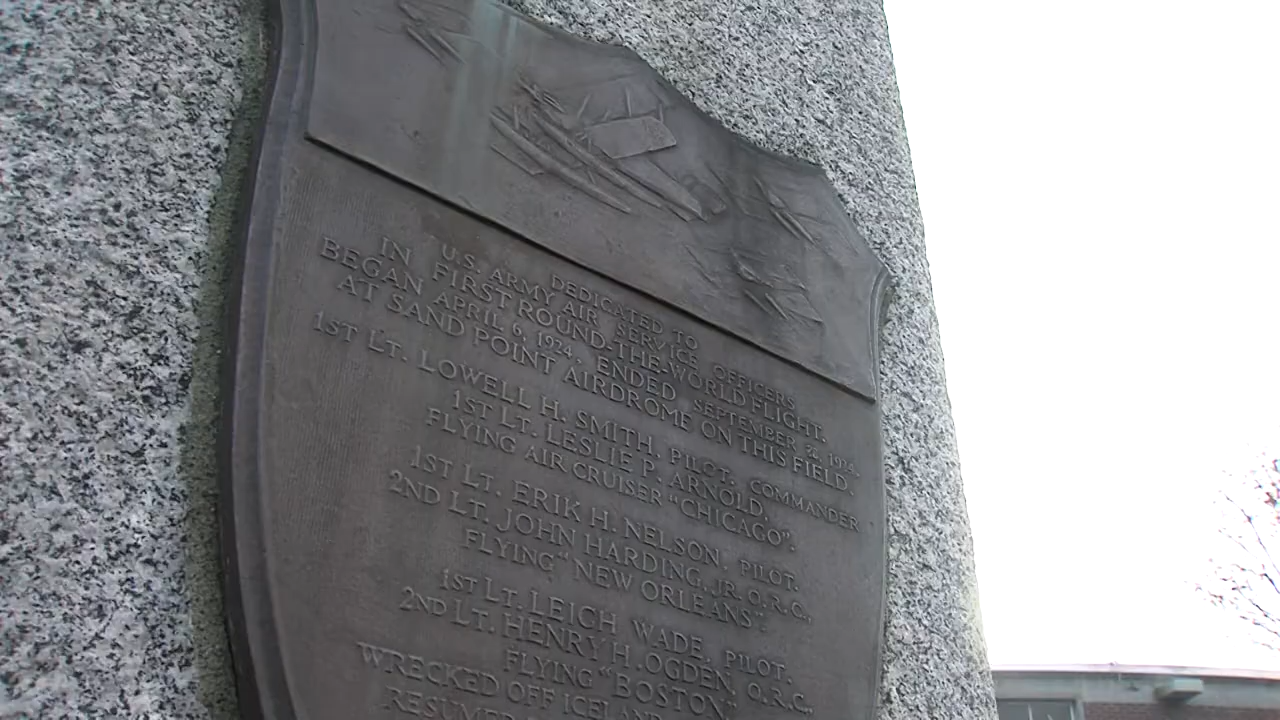 DEDICATED TO
U.S. ARMY AIR SERVICE OFFICERS
IN FIRST ROUND-THE-WORLD FLIGHT.
BEGAN APRIL 6, 1924, ENDED SEPTEMBER 28, 1924,
AT SAND POINT AIRDROME ON THIS FIELD.
1ST LT. LOWELL H. SMITH, PILOT, COMMANDER
1ST LT. LESLIE P. ARNOLD,
FLYING AIR CRUISER "CHICAGO".
1ST LT. ERIK H. NELSON, PILOT,
2ND LT. JOHN HARDING, JR. O.R.C.,
FLYING "NEW ORLEANS".
1ST LT. LEIGH WADE, PILOT.
2ND LT. HENRY H. OGDEN, O.R.C.,
FLYING "BOSTON",
WRECKED OFF ICELAND
RESUMED